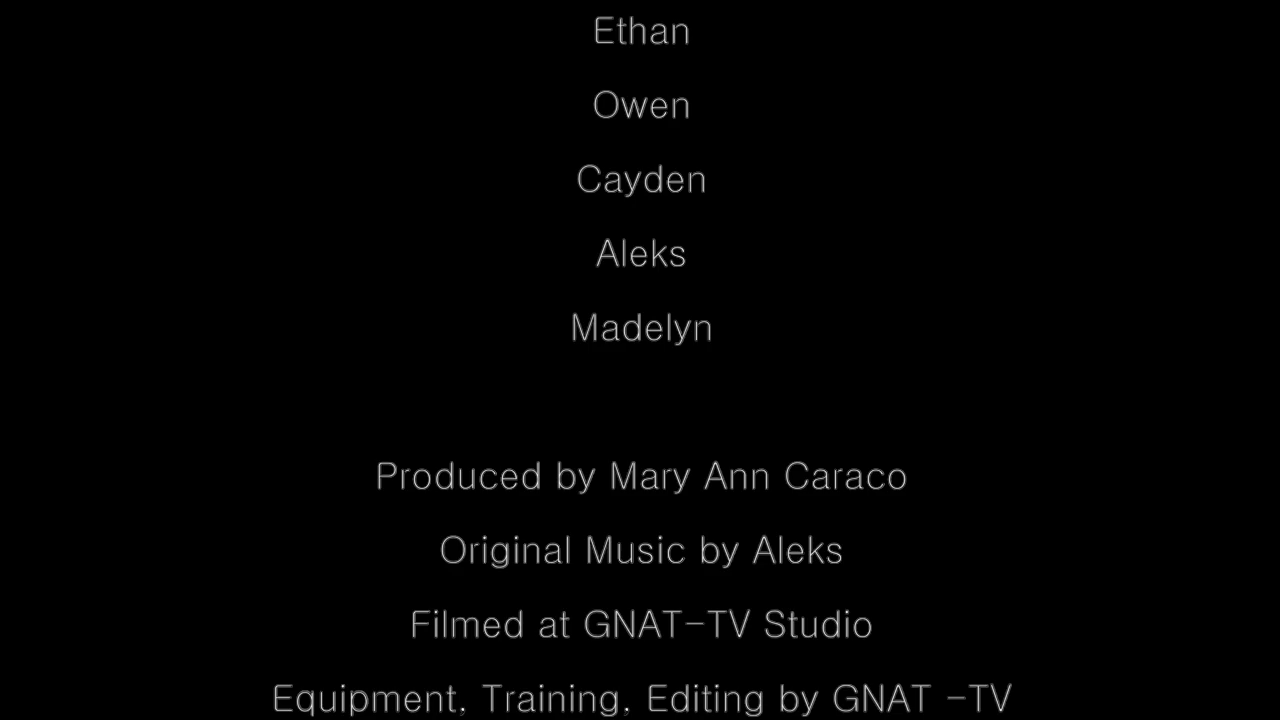 Ethan
Owen
Cayden
Aleks
Madelyn
Produced by Mary Ann Caraco
Original Music by Aleks
Filmed at GNAT-TV Studio
Equipment, Training, Editing by GNAT -TV